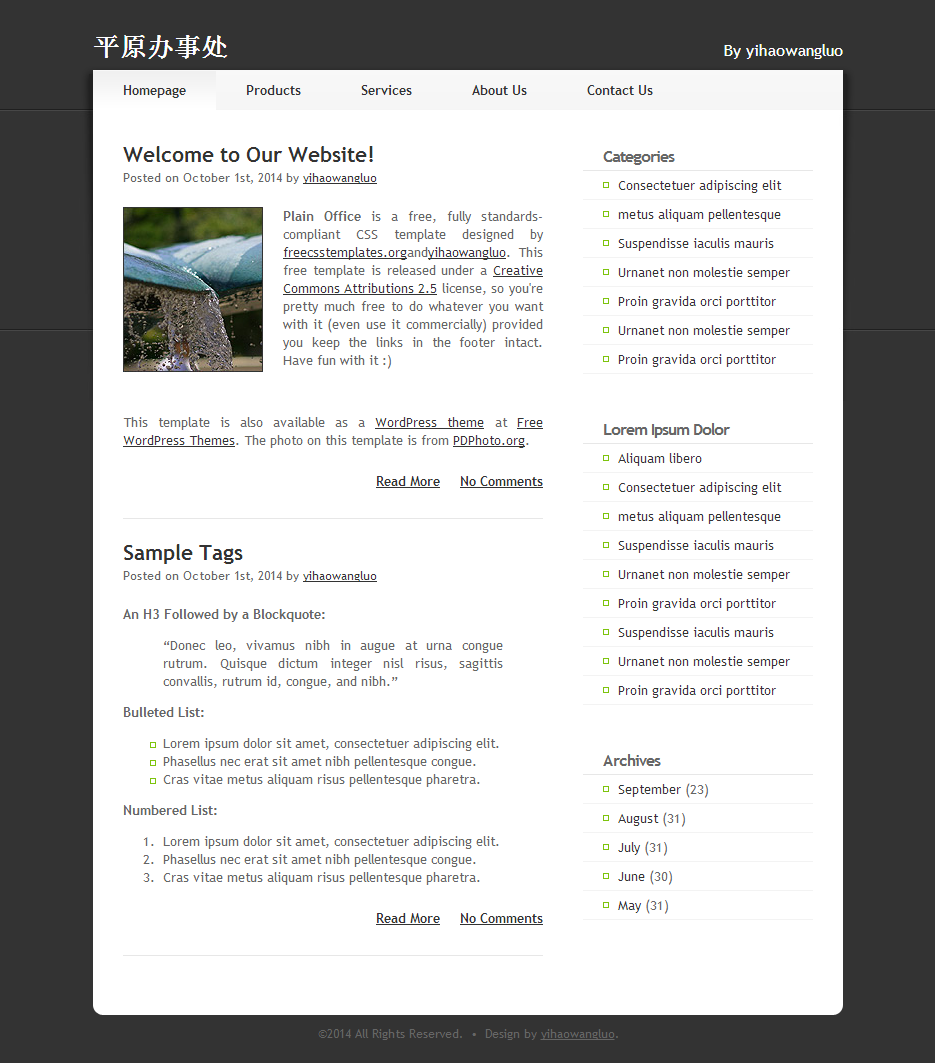 平原办事处
By yihaowangluo
Homepage
Products
Services
About Us
Contact Us
Welcome to Our Website!
Posted on October 1st, 2014 by yihaowangluo
Plain Office is a free, fully standards-
compliant CSS template designed by
freecsstemplates.organdyihaowangluo. This
free template is released under a Creative
Commons Attributions 2.5 license, so you're
pretty much free to do whatever you want
with it (even use it commercially) provided
you keep the links in the footer intact.
Have fun with it :)
This template is also available as a WordPress theme at Free
WordPress Themes. The photo on this template is from PDPhoto.org.
Read More
No Comments
Sample Tags
Posted on October 1st, 2014 by yihaowangluo
An H3 Followed by a Blockquote:
“Donec leo, vivamus nibh in augue at urna congue
rutrum. Quisque dictum integer nisl risus, sagittis
convallis, rutrum id, congue, and nibh.”
Bulleted List:
Lorem ipsum dolor sit amet, consectetuer adipiscing elit.
Phasellus nec erat sit amet nibh pellentesque congue.
Cras vitae metus aliquam risus pellentesque pharetra.
Numbered List:
1. Lorem ipsum dolor sit amet, consectetuer adipiscing elit.
2. Phasellus nec erat sit amet nibh pellentesque congue.
3. Cras vitae metus aliquam risus pellentesque pharetra.
Read More
No Comments
Categories
Consectetuer adipiscing elit
metus aliquam pellentesque
Suspendisse iaculis mauris
Urnanet non molestie semper
Proin gravida orci porttitor
Urnanet non molestie semper
Proin gravida orci porttitor
Lorem Ipsum Dolor
Aliquam libero
Consectetuer adipiscing elit
metus aliquam pellentesque
Suspendisse iaculis mauris
Urnanet non molestie semper
Proin gravida orci porttitor
Suspendisse iaculis mauris
Urnanet non molestie semper
Proin gravida orci porttitor
Archives
September (23)
August (31)
July (31)
June (30)
May (31)
©2014 All Rights Reserved. • Design by yihaowangluo.